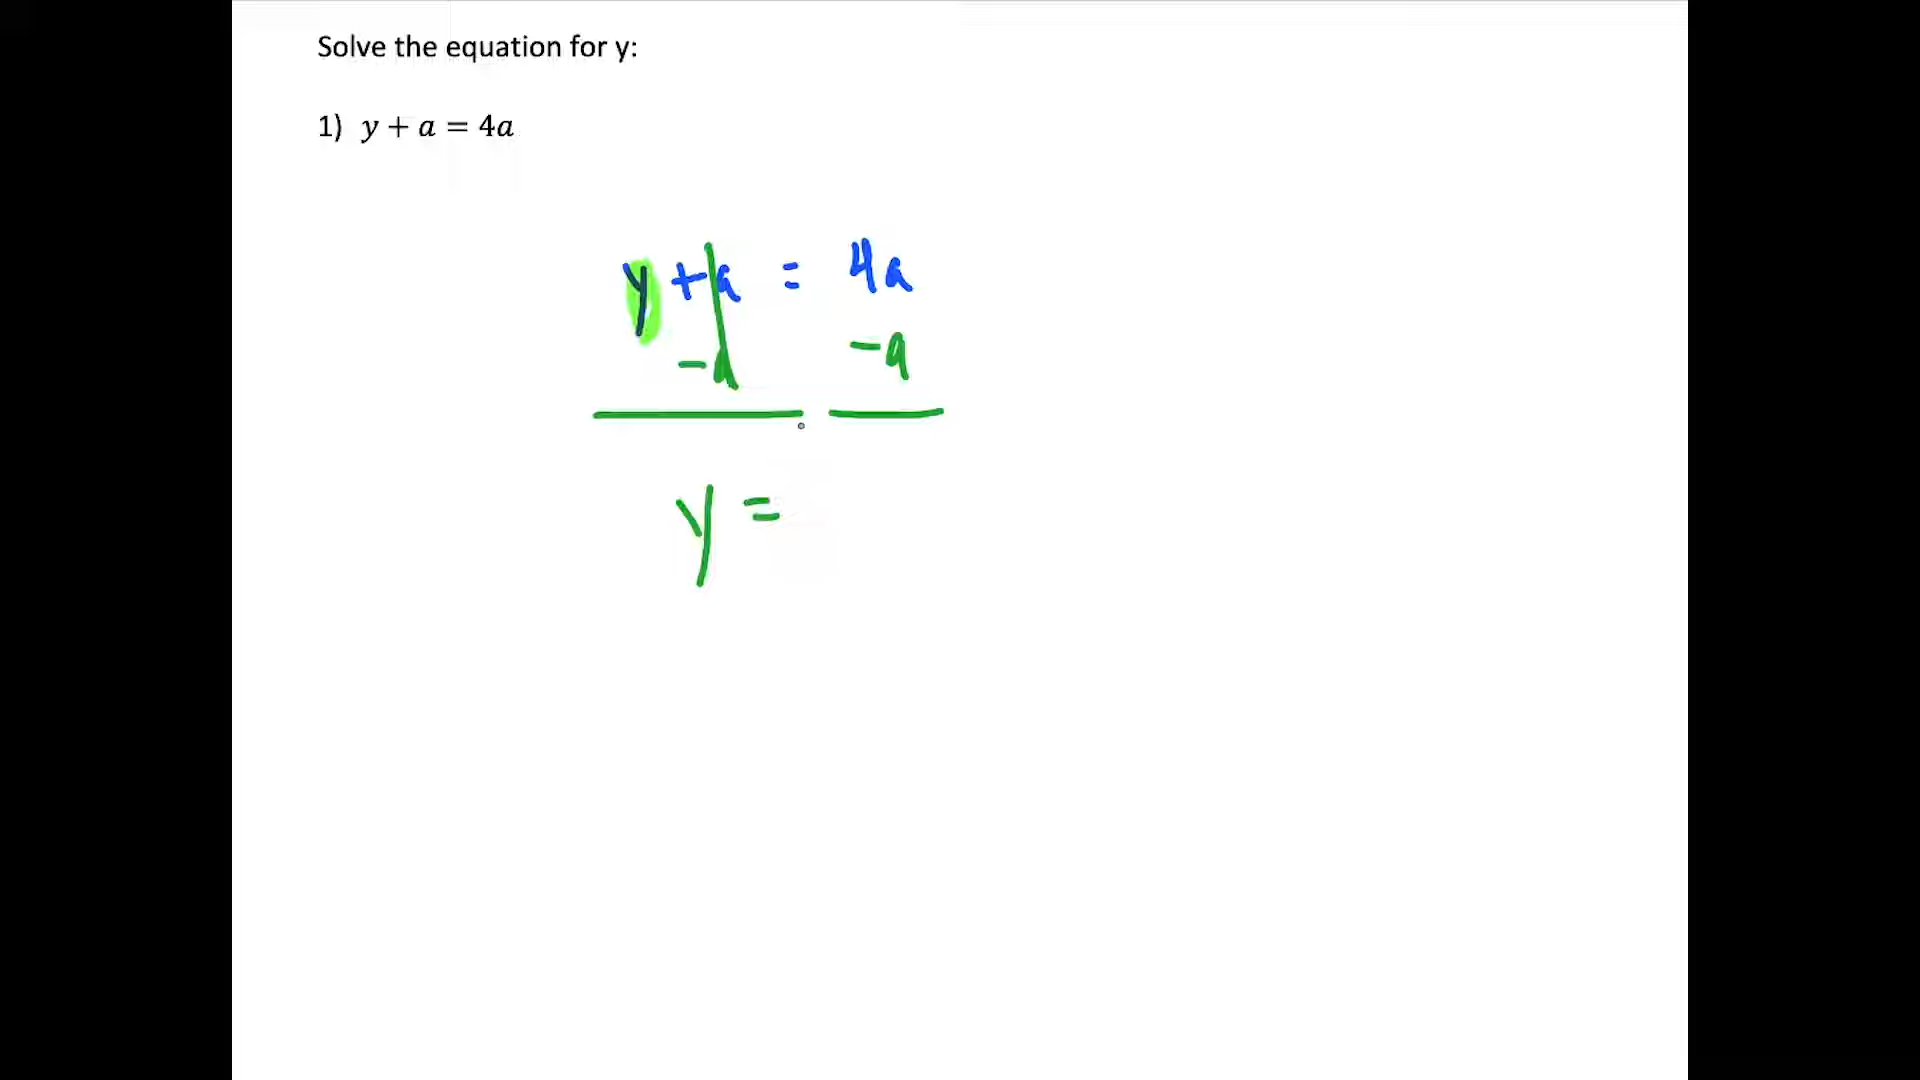 Solve the equation for y:
1) y + a = 4a
y + a = 4a
-a -a
y =